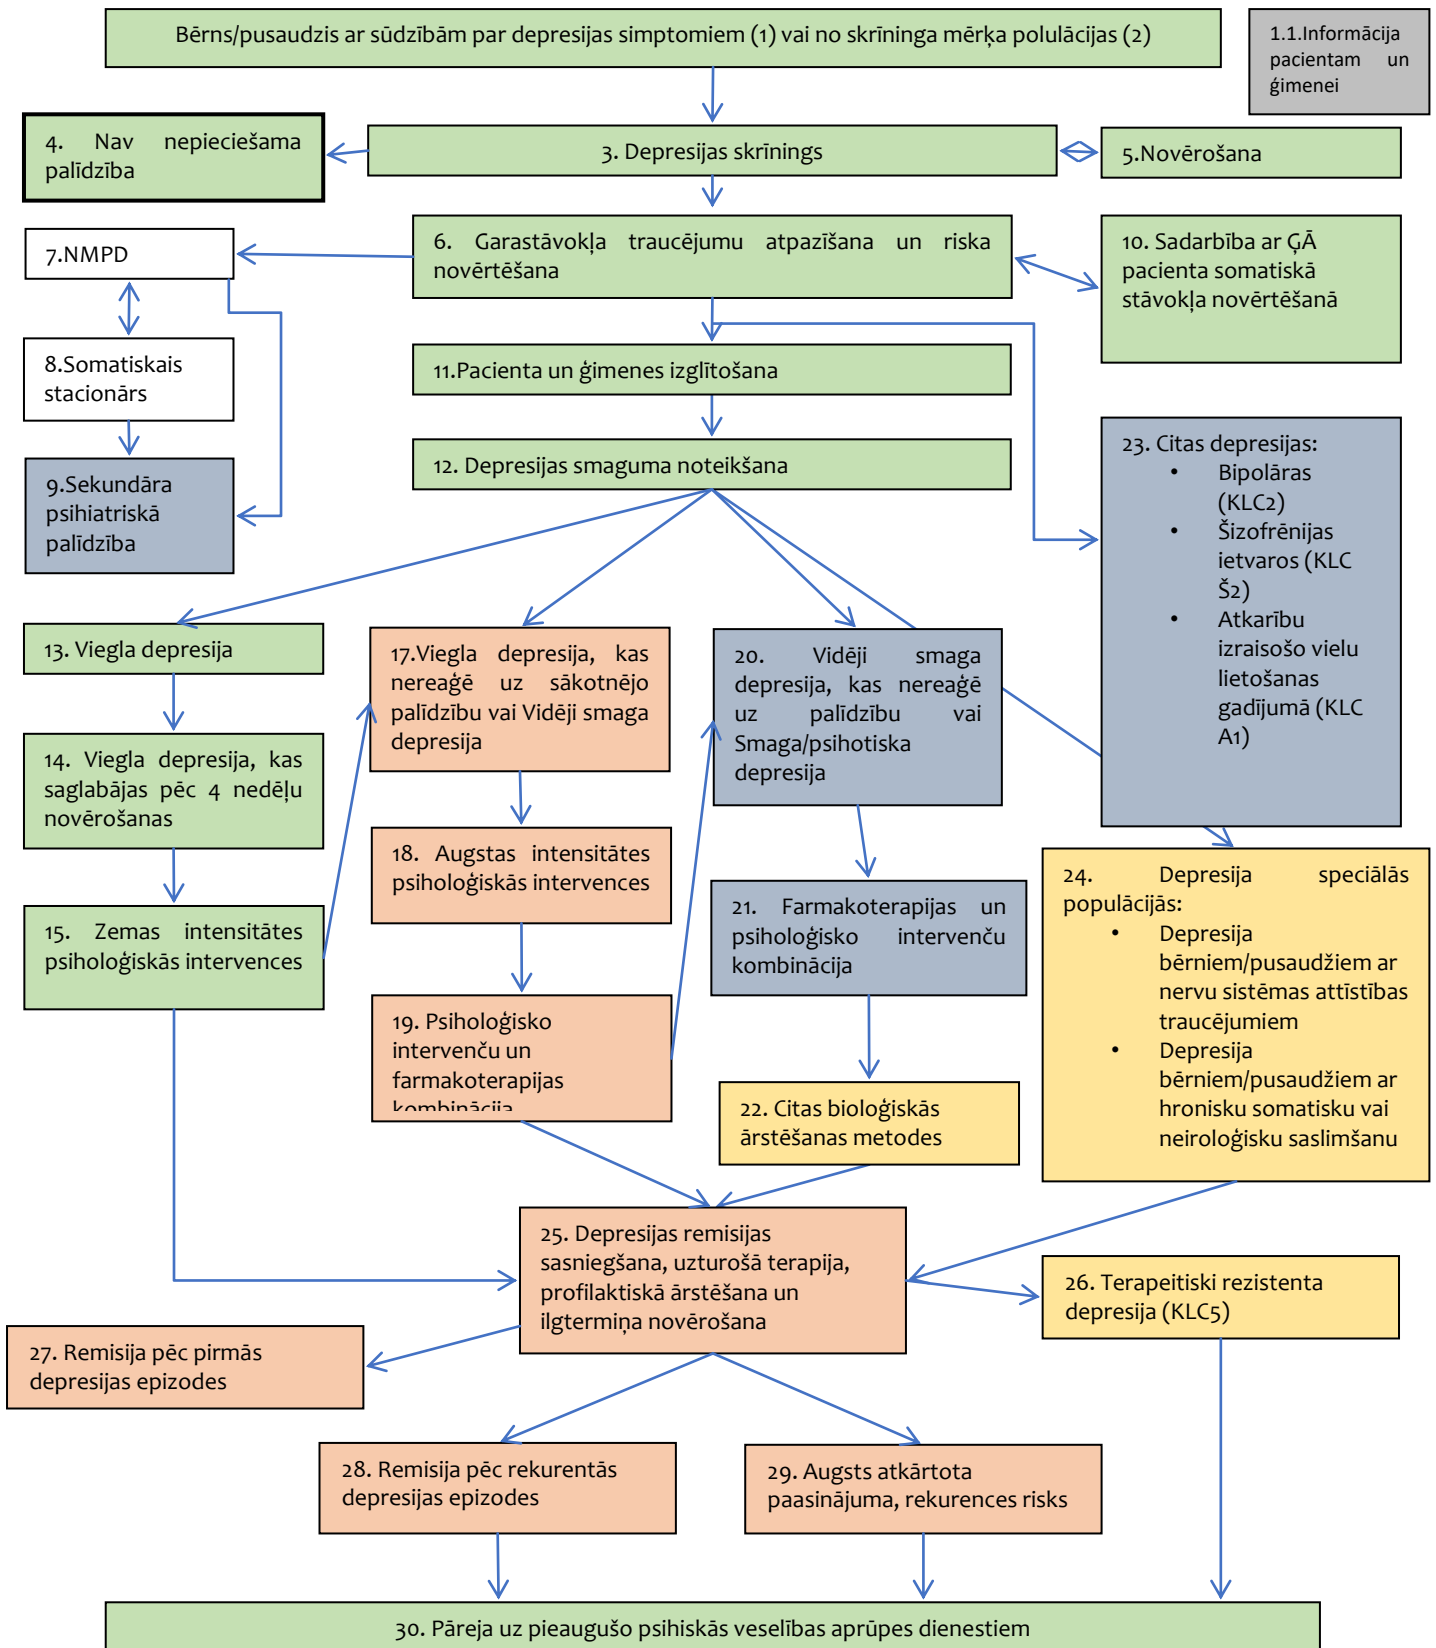 Bērns/pusaudzis ar sūdzībām par depresijas simptomiem (1) vai no skrīninga mērķa polulācijas (2)
1.1.Informācija
pacientam un
ģimenei
4. Nav nepieciešama
palīdzība
3. Depresijas skrīnings
5.Novērošana
7.NMPD
6. Garastāvokļa traucējumu atpazīšana un riska
novērtēšana
10. Sadarbība ar ĢĀ
pacienta somatiskā
stāvokļa novērtēšanā
8.Somatiskais
stacionārs
11.Pacienta un ģimenes izglītošana
9.Sekundāra
psihiatriskā
palīdzība
12. Depresijas smaguma noteikšana
23. Citas depresijas:
• Bipolāras
(KLC2)
• Šizofrēnijas
ietvaros (KLC
Š2)
• Atkarību
izraisošo vielu
lietošanas
gadījumā (KLC
A1)
13. Viegla depresija
17.Viegla depresija, kas
nereaģē uz sākotnējo
palīdzību vai Vidēji smaga
depresija
20. Vidēji smaga
depresija, kas nereaģē
uz palīdzību vai
Smaga/psihotiska
depresija
14. Viegla depresija, kas
saglabājas pēc 4 nedēļu
novērošanas
18. Augstas intensitātes
psiholoģiskās intervences
15. Zemas intensitātes
psiholoģiskās intervences
21. Farmakoterapijas un
psiholoģisko intervenču
kombinācija
24. Depresija speciālās
populācijās:
• Depresija
bērniem/pusaudžiem ar
nervu sistēmas attīstības
traucējumiem
• Depresija
bērniem/pusaudžiem ar
hronisku somatisku vai
neiroloģisku saslimšanu
19. Psiholoģisko
intervenču un
farmakoterapijas
kombinācija
22. Citas bioloģiskās
ārstēšanas metodes
25. Depresijas remisijas
sasniegšana, uzturošā terapija,
profilaktiskā ārstēšana un
ilgtermiņa novērošana
26. Terapeitiski rezistenta
depresija (KLC5)
27. Remisija pēc pirmās
depresijas epizodes
28. Remisija pēc rekurentās
depresijas epizodes
29. Augsts atkārtota
paasinājuma, rekurences risks
30. Pāreja uz pieaugušo psihiskās veselības aprūpes dienestiem